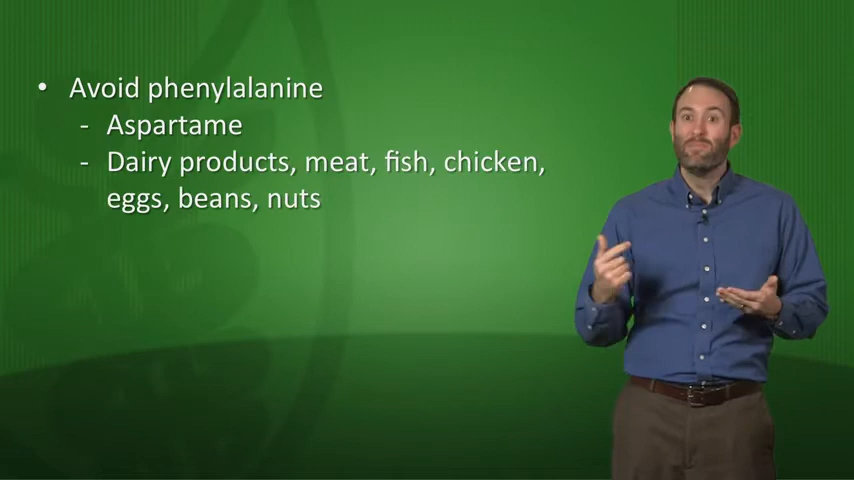 • Avoid phenylalanine
- Aspartame
- Dairy products, meat, fish, chicken,
eggs, beans, nuts